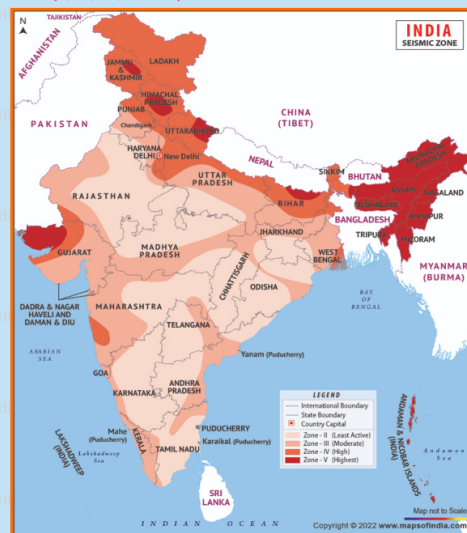 N
TAJIKISTAN
AFGHANISTAN
INDIA
SEISMIC ZONE
LADAKH
JAMMU
&
KASHMIR
HIMACHAL
PRADESH
PUNJAB
Chandigarh
UTTARAKHAND
CHINA
(TIBET)
PAKISTAN
HARYANA
DELHI
New Delhi
NEPAL
SIKKIM
BHUTAN
ARUNACHAL
PRADESH
ASSAM
NAGALAND
MEGHALAYA
MANIPUR
BANGLADESH
TRIPURA
MIZORAM
MYANMAR
(BURMA)
RAJASTHAN
UTTAR
PRADESH
BIHAR
JHARKHAND
WEST
BENGAL
GUJARAT
MADHYA
PRADESH
CHHATTISGARH
ODISHA
DADRA & NAGAR
HAVELI AND
DAMAN & DIU
MAHARASHTRA
TELANGANA
BAY
OF
BENGAL
ARABIAN
SEA
Yanam (Puducherry)
GOA
KARNATAKA
ANDHRA
PRADESH
LEGEND
International Boundary
State Boundary
Country Capital
Zone - II (Least Active)
Zone - III (Moderate)
Zone - IV (High)
Zone - V (Highest)
Mahe
(Puducherry)
PUDUCHERRY
Karaikal (Puducherry)
KERALA
TAMIL NADU
LAKSHADWEEP
(INDIA)
Lakshadweep
Sea
ANDAMAN & NICOBAR ISLANDS
(INDIA)
Andaman
Sea
SRI
LANKA
INDIAN OCEAN
Map not to Scale
Copyright © 2022 www.mapsofindia.com